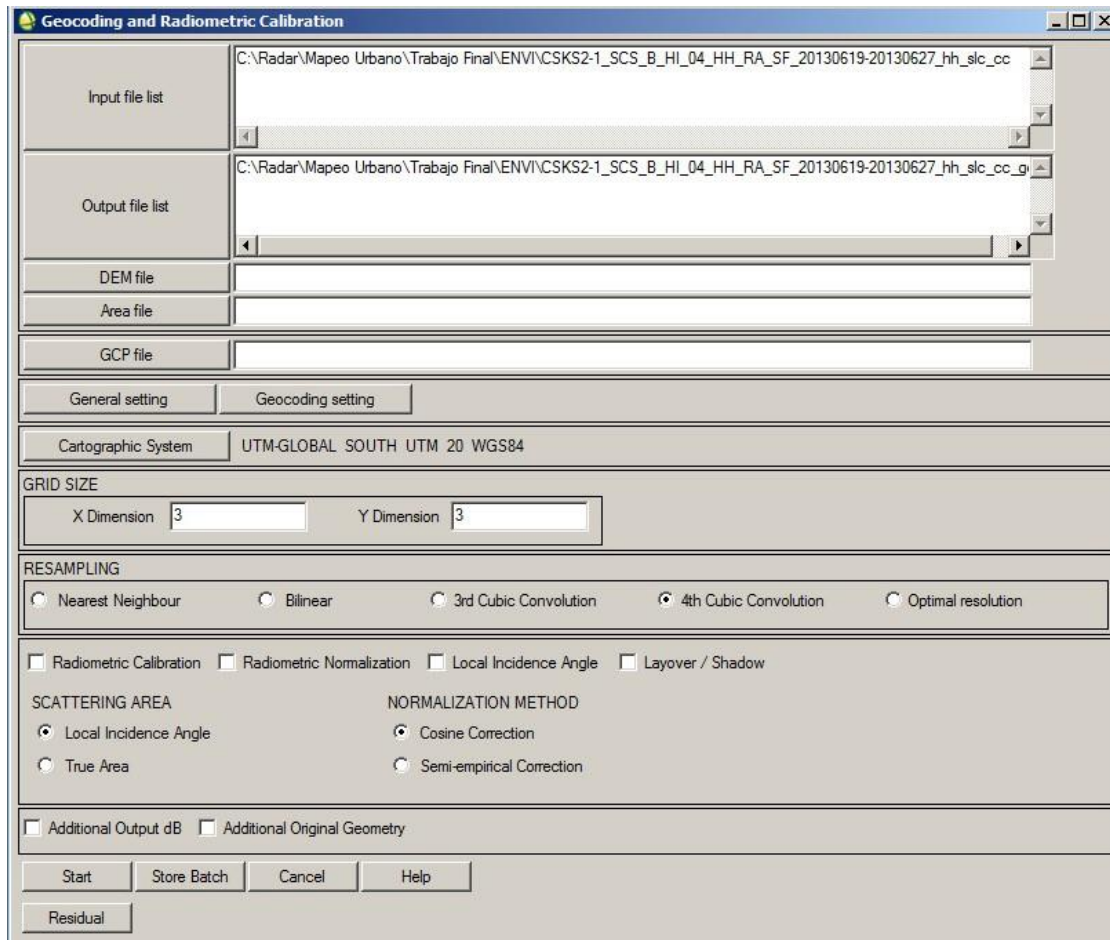 Geocoding and Radiometric Calibration
Input file list
C:\Radar\Mapeo Urbano\Trabajo Final\ENVI\CSKS2-1_SCS_B_HI_04_HH_RA_SF_20130619-20130627_hh_slc_cc
Output file list
C:\Radar\Mapeo Urbano\Trabajo Final\ENVI\CSKS2-1_SCS_B_HI_04_HH_RA_SF_20130619-20130627_hh_slc_cc_g
DEM file
Area file
GCP file
General setting Geocoding setting
Cartographic System UTM-GLOBAL SOUTH UTM 20 WGS84
GRID SIZE
X Dimension 3 Y Dimension 3
RESAMPLING
Nearest Neighbour Bilinear 3rd Cubic Convolution 4th Cubic Convolution Optimal resolution
Radiometric Calibration Radiometric Normalization Local Incidence Angle Layover / Shadow
SCATTERING AREA NORMALIZATION METHOD
Local Incidence Angle Cosine Correction
True Area Semi-empirical Correction
Additional Output dB Additional Original Geometry
Start Store Batch Cancel Help
Residual